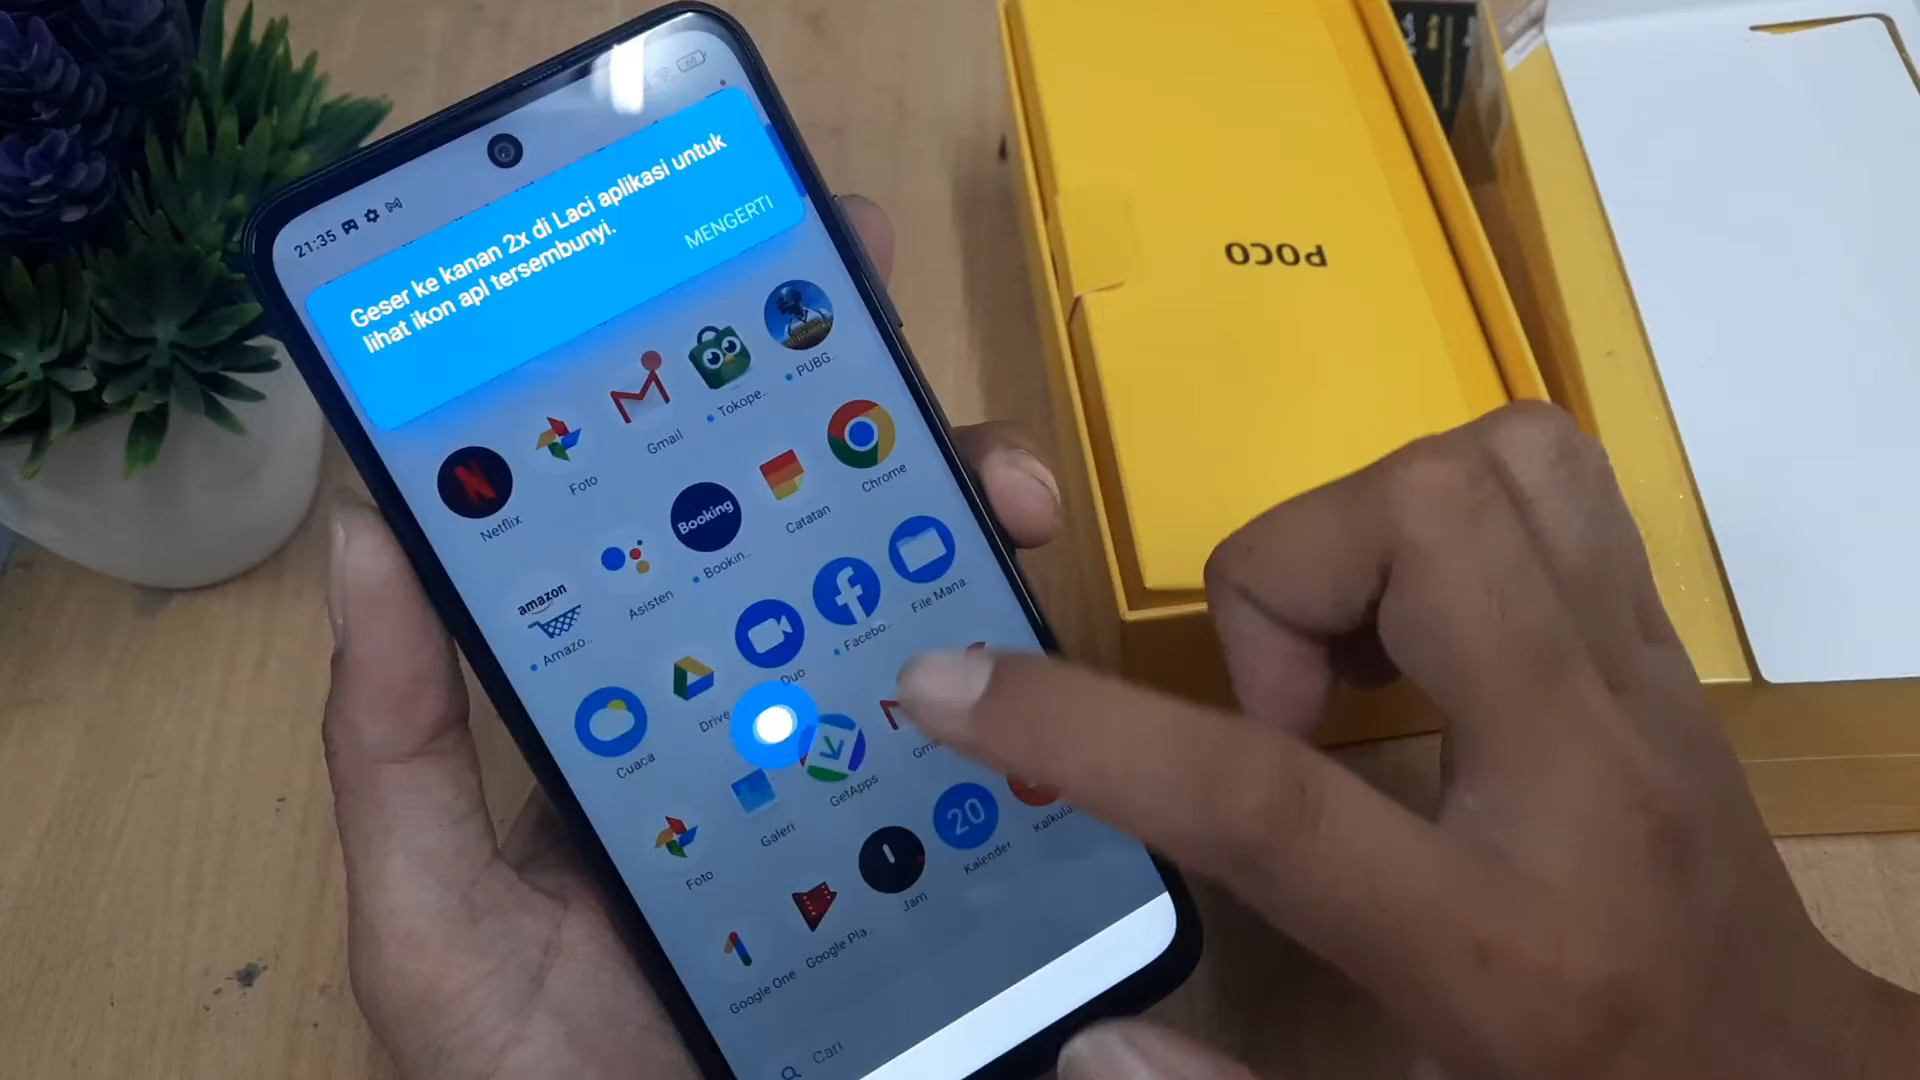 21:35
68
Geser ke kanan 2x di Laci aplikasi untuk
lihat ikon apl tersembunyi.
MENGERTI
Netflix
Foto
Gmail
Tokope..
PUBG..
amazon
Amazo..
Asisten
Booking
Bookin..
Catatan
Chrome
Cuaca
Drive
Duo
Facebo..
File Mana..
Foto
Galeri
GetApps
Google One
Google Pla..
Jam
20
Kalender
Cari
POCO